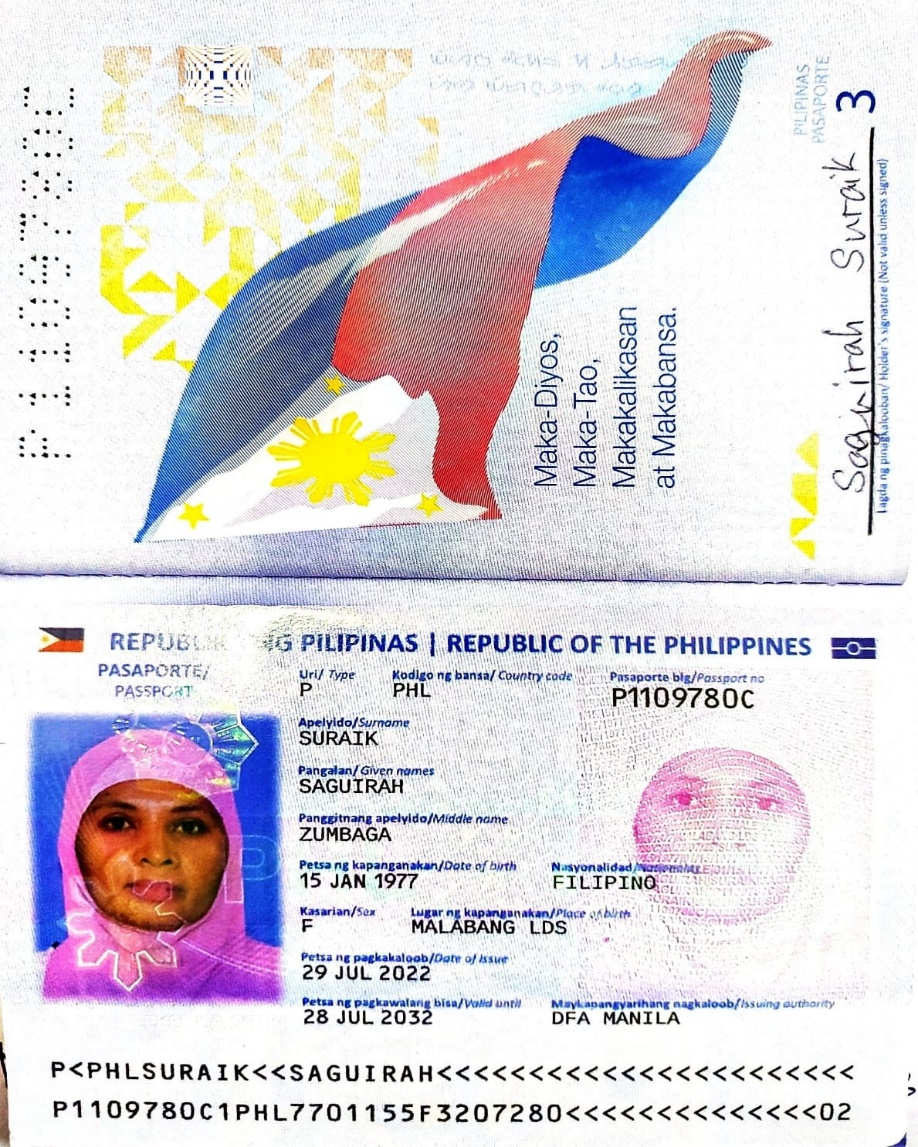 P1109780C
PILIPINAS
PASAPORTE
3
Maka-Diyos,
Maka-Tao,
Makakalikasan
at Makabansa.
Saguirah Suraik
Lagda ng pinagkalooban/ Holder's signature (Not valid unless signed)
REPUBLIKA NG PILIPINAS | REPUBLIC OF THE PHILIPPINES
PASAPORTE/
PASSPORT
Uri/ Type
Kodigo ng bansa/ Country code
Pasaporte blg/Passport no
P
PHL
P1109780C
Apelyido/Surname
SURAIK
Pangalan/ Given names
SAGUIRAH
Panggitnang apelyido/Middle name
ZUMBAGA
Petsa ng kapanganakan/Date of birth
Nasyonalidad/Nationality
15 JAN 1977
FILIPINO
Kasarian/Sex
Lugar ng kapanganakan/Place of birth
F
MALABANG LDS
Petsa ng pagkakaloob/Date of issue
29 JUL 2022
Petsa ng pagkawalang bisa/Valid until
Maykapangyarihang nagkaloob/Issuing authority
28 JUL 2032
DFA MANILA
P<PHLSURAIK<<SAGUIRAH<<<<<<<<<<<<<<<<<<<<<<<
P1109780C1PHL7701155F3207280<<<<<<<<<<<<<<02